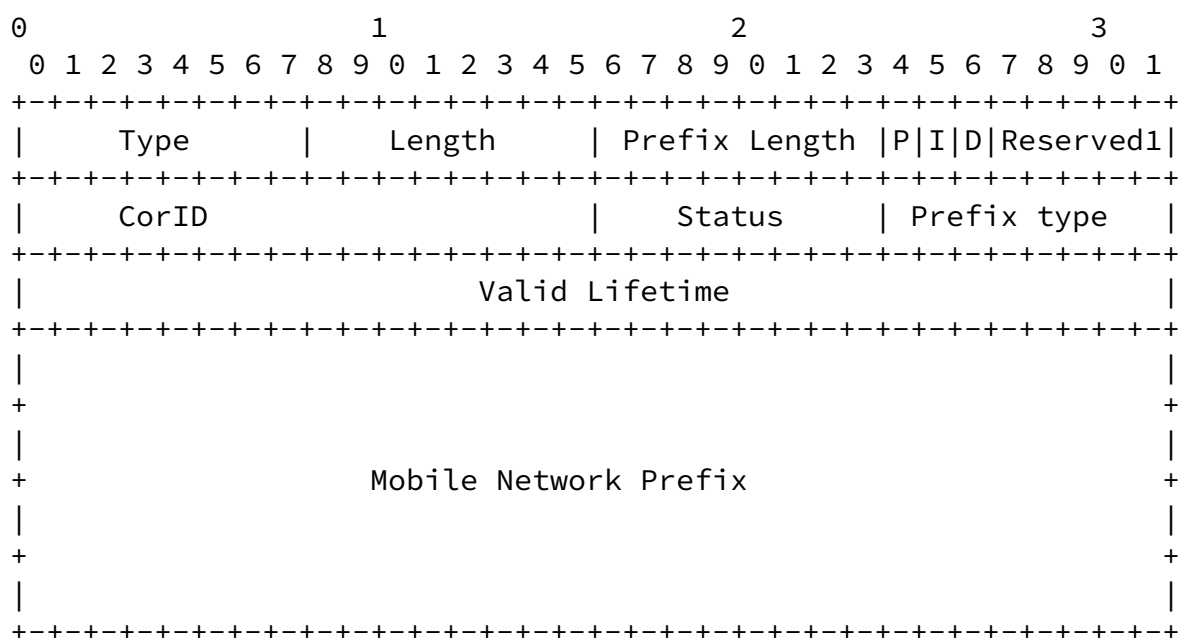 0                   1                   2                   3
 0 1 2 3 4 5 6 7 8 9 0 1 2 3 4 5 6 7 8 9 0 1 2 3 4 5 6 7 8 9 0 1
+-+-+-+-+-+-+-+-+-+-+-+-+-+-+-+-+-+-+-+-+-+-+-+-+-+-+-+-+-+-+-+-+
|     Type      |    Length     | Prefix Length |P|I|D|Reserved1|
+-+-+-+-+-+-+-+-+-+-+-+-+-+-+-+-+-+-+-+-+-+-+-+-+-+-+-+-+-+-+-+-+
|     CorID                     |    Status     | Prefix type   |
+-+-+-+-+-+-+-+-+-+-+-+-+-+-+-+-+-+-+-+-+-+-+-+-+-+-+-+-+-+-+-+-+
|                         Valid Lifetime                        |
+-+-+-+-+-+-+-+-+-+-+-+-+-+-+-+-+-+-+-+-+-+-+-+-+-+-+-+-+-+-+-+-+
|                                                               |
+                                                               +
|                                                               |
+                   Mobile Network Prefix                       +
|                                                               |
+                                                               +
|                                                               |
+-+-+-+-+-+-+-+-+-+-+-+-+-+-+-+-+-+-+-+-+-+-+-+-+-+-+-+-+-+-+-+-+